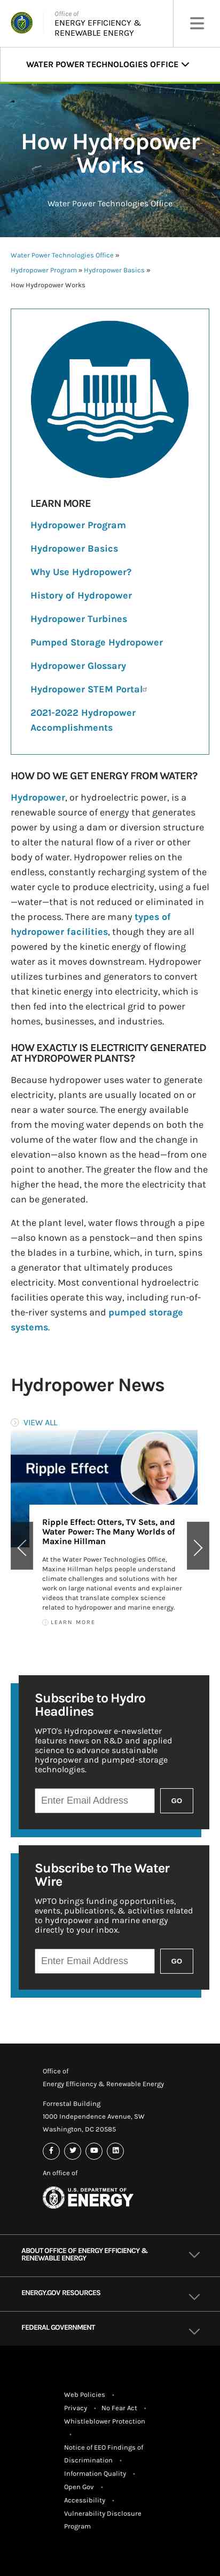 Office of
ENERGY EFFICIENCY &
RENEWABLE ENERGY
WATER POWER TECHNOLOGIES OFFICE
How Hydropower
Works
Water Power Technologies Office
Water Power Technologies Office »
Hydropower Program » Hydropower Basics »
How Hydropower Works
LEARN MORE
Hydropower Program
Hydropower Basics
Why Use Hydropower?
History of Hydropower
Hydropower Turbines
Pumped Storage Hydropower
Hydropower Glossary
Hydropower STEM Portal
2021-2022 Hydropower
Accomplishments
HOW DO WE GET ENERGY FROM WATER?
Hydropower, or hydroelectric power, is a
renewable source of energy that generates
power by using a dam or diversion structure
to alter the natural flow of a river or other
body of water. Hydropower relies on the
endless, constantly recharging system of the
water cycle to produce electricity, using a fuel
—water—that is not reduced or eliminated in
the process. There are many types of
hydropower facilities, though they are all
powered by the kinetic energy of flowing
water as it moves downstream. Hydropower
utilizes turbines and generators to convert
that kinetic energy into electricity, which is
then fed into the electrical grid to power
homes, businesses, and industries.
HOW EXACTLY IS ELECTRICITY GENERATED
AT HYDROPOWER PLANTS?
Because hydropower uses water to generate
electricity, plants are usually located on or
near a water source. The energy available
from the moving water depends on both the
volume of the water flow and the change in
elevation—also known as the head—from one
point to another. The greater the flow and the
higher the head, the more the electricity that
can be generated.
At the plant level, water flows through a pipe
—also known as a penstock—and then spins
the blades in a turbine, which, in turn, spins
a generator that ultimately produces
electricity. Most conventional hydroelectric
facilities operate this way, including run-of-
the-river systems and pumped storage
systems.
Hydropower News
VIEW ALL
Ripple Effect
Ripple Effect: Otters, TV Sets, and
Water Power: The Many Worlds of
Maxine Hillman
At the Water Power Technologies Office,
Maxine Hillman helps people understand
climate challenges and solutions with her
work on large national events and explainer
videos that translate complex science
related to hydropower and marine energy.
LEARN MORE
Subscribe to Hydro
Headlines
WPTO's Hydropower e-newsletter
features news on R&D and applied
science to advance sustainable
hydropower and pumped-storage
technologies.
Enter Email Address
GO
Subscribe to The Water
Wire
WPTO brings funding opportunities,
events, publications, & activities related
to hydropower and marine energy
directly to your inbox.
Enter Email Address
GO
Office of
Energy Efficiency & Renewable Energy
Forrestal Building
1000 Independence Avenue, SW
Washington, DC 20585
An office of
U.S. DEPARTMENT OF
ENERGY
ABOUT OFFICE OF ENERGY EFFICIENCY &
RENEWABLE ENERGY
ENERGY.GOV RESOURCES
FEDERAL GOVERNMENT
Web Policies •
Privacy • No Fear Act •
Whistleblower Protection
•
Notice of EEO Findings of
Discrimination •
Information Quality •
Open Gov •
Accessibility •
Vulnerability Disclosure
Program